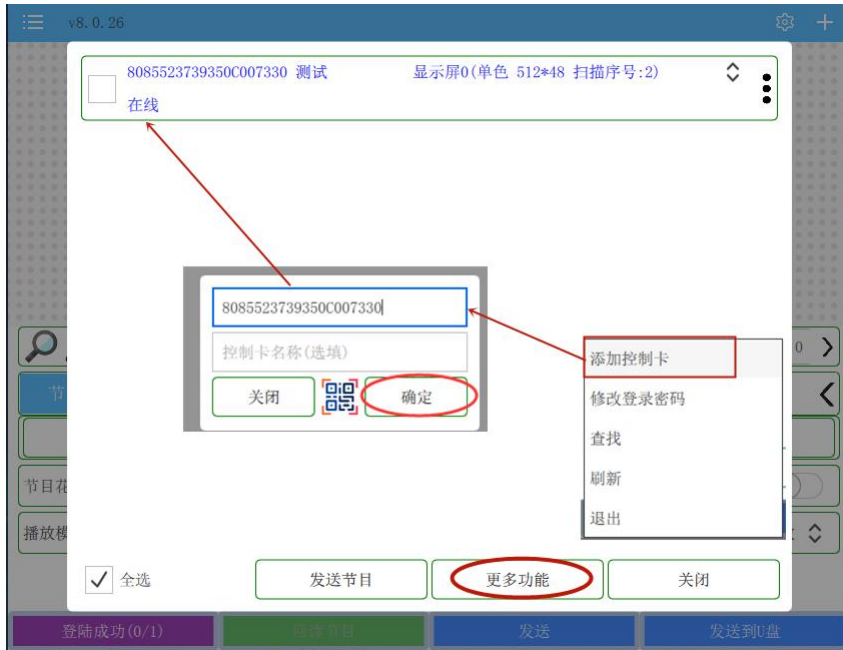 v8.0.26
8085523739350C007330 测试 显示屏0(单色 512*48 扫描序号:2)
在线
8085523739350C007330
控制卡名称(选填)
关闭 确定
添加控制卡
修改登录密码
查找
刷新
退出
0
节
节目花
播放模
全选 发送节目 更多功能 关闭
登陆成功(0/1) 回读节目 发送 发送到U盘